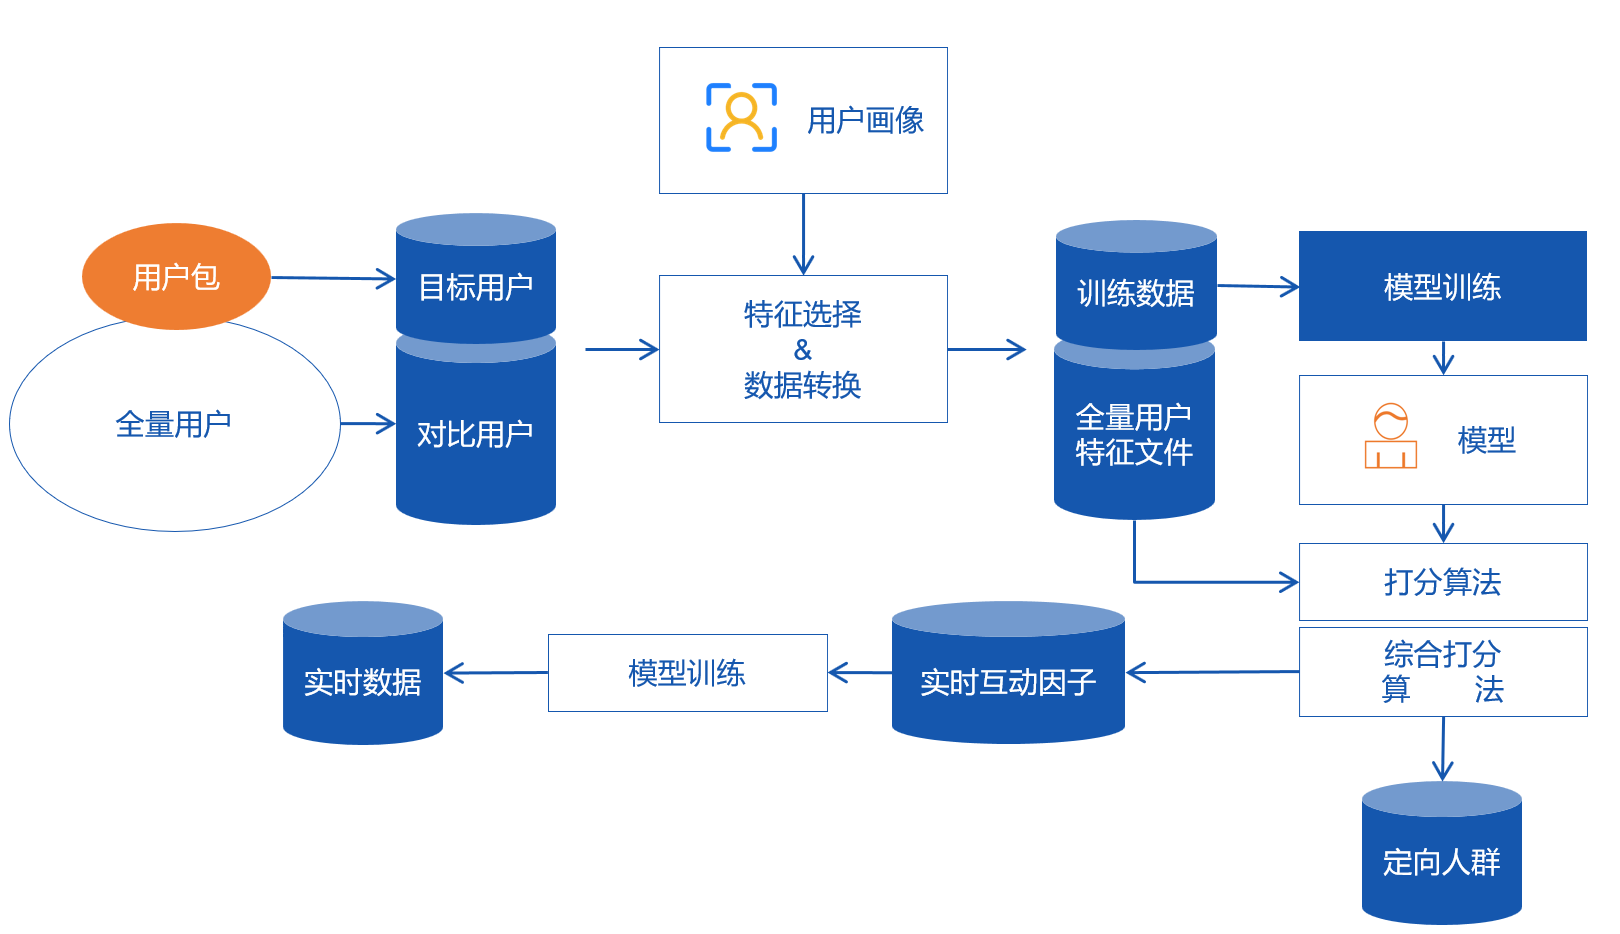 用户画像
用户包
目标用户
全量用户
对比用户
特征选择
&
数据转换
训练数据
全量用户
特征文件
模型训练
模型
打分算法
综合打分
算 法
实时互动因子
模型训练
实时数据
定向人群